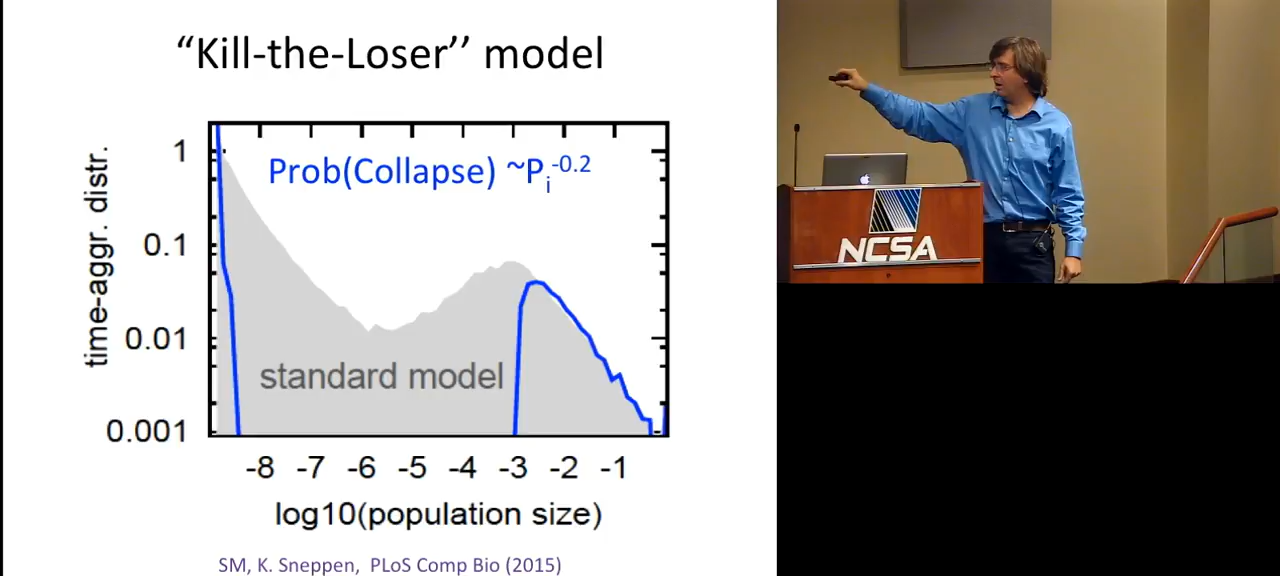 “Kill-the-Loser’’ model
Prob(Collapse) ~Pi-0.2
1
0.1
0.01
0.001
time-aggr. distr.
standard model
-8 -7 -6 -5 -4 -3 -2 -1
log10(population size)
SM, K. Sneppen, PLoS Comp Bio (2015)
NCSA